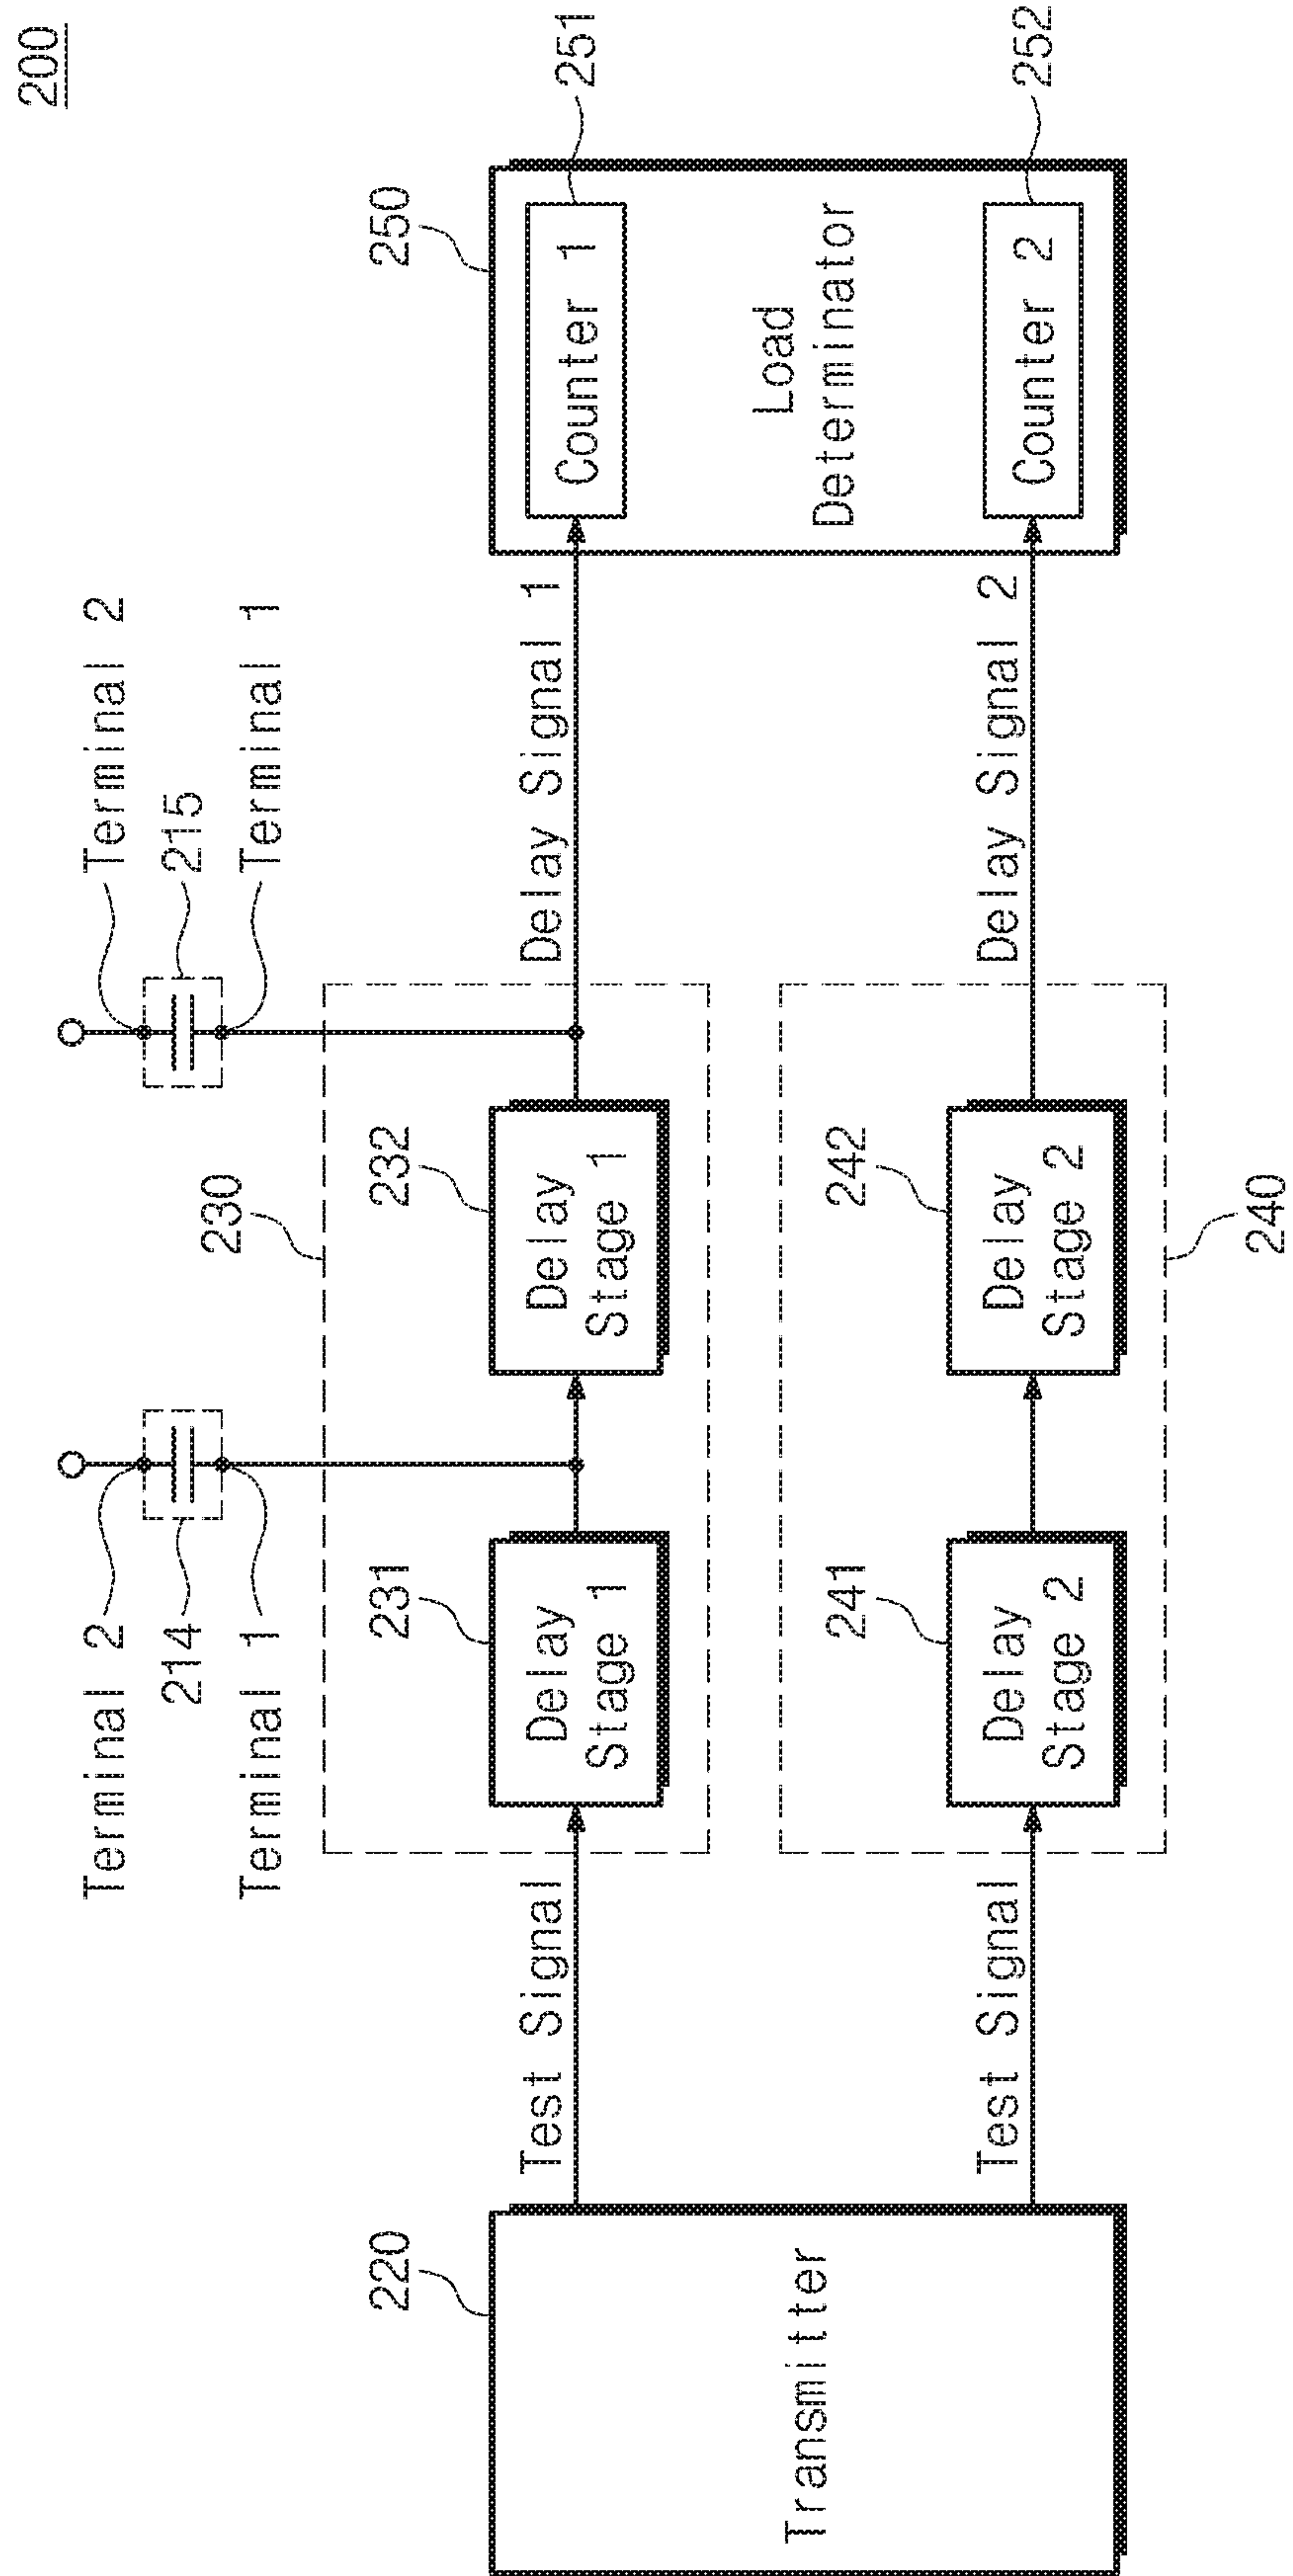 200
Terminal 2
214
Terminal 1
Terminal 2
215
Terminal 1
220
Transmitter
Test Signal
Test Signal
230
231
Delay
Stage 1
232
Delay
Stage 1
Delay Signal 1
241
Delay
Stage 2
242
Delay
Stage 2
240
Delay Signal 2
250
Counter 1
251
Load
Determinator
Counter 2
252